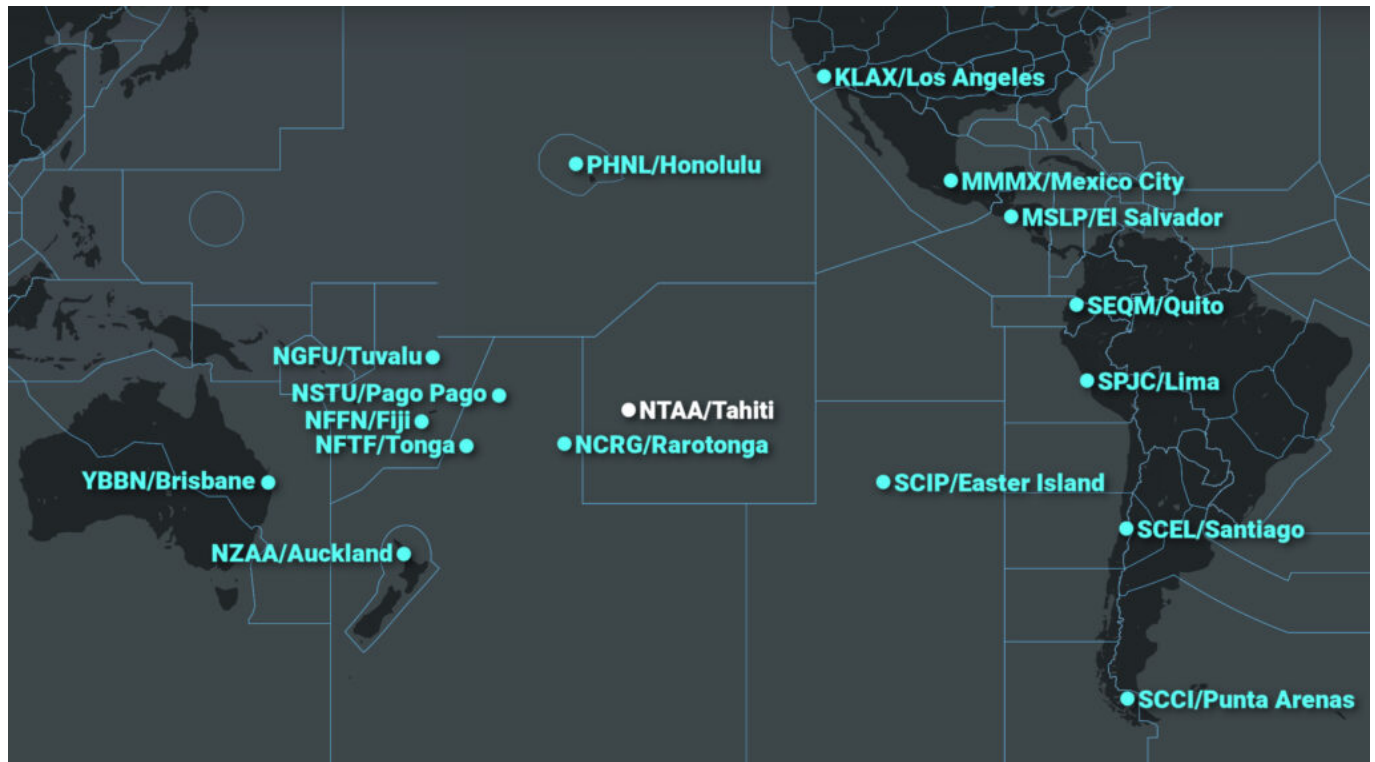 KLAX/Los Angeles
PHNL/Honolulu
MMMX/Mexico City
MSLP/El Salvador
SEQM/Quito
NGFU/Tuvalu
SPJC/Lima
NSTU/Pago Pago
NTAA/Tahiti
NFFN/Fiji
NFTF/Tonga
NCRG/Rarotonga
YBBN/Brisbane
SCIP/Easter Island
SCEL/Santiago
NZAA/Auckland
SCCI/Punta Arenas